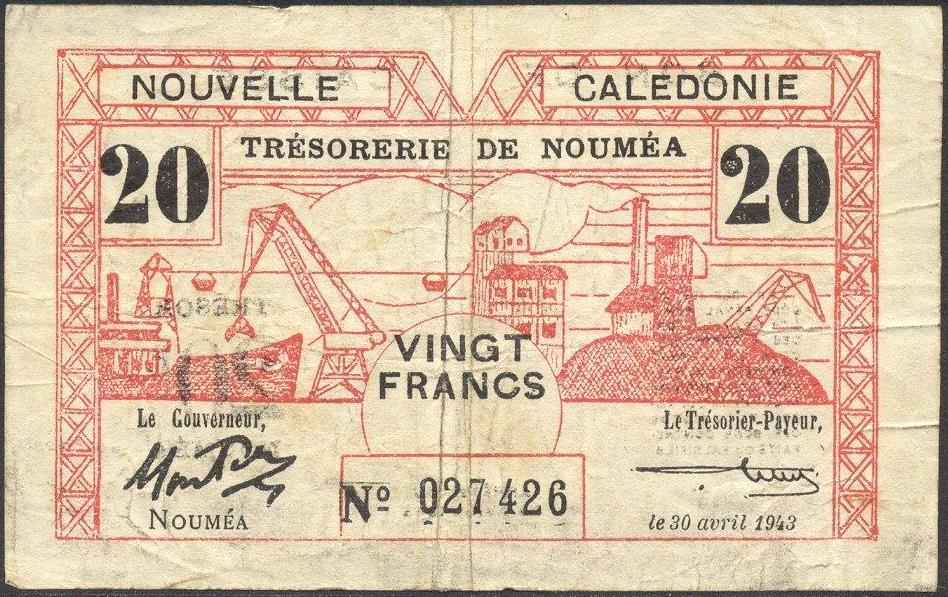 NOUVELLE CALEDONIE
TRÉSORERIE DE NOUMÉA
20 20
VINGT
FRANCS
Le Gouverneur, Le Trésorier-Payeur,
Nº 027426
NOUMÉA le 30 avril 1943